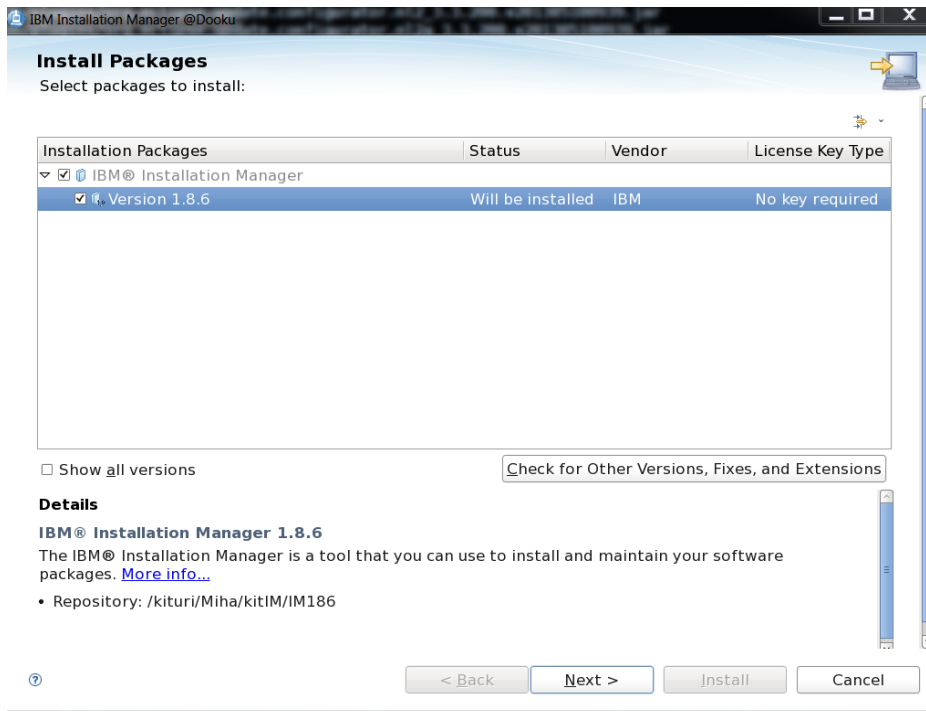 IBM Installation Manager @Dooku
Install Packages
Select packages to install:
Installation Packages Status Vendor License Key Type
IBM® Installation Manager
Version 1.8.6 Will be installed IBM No key required
Show all versions Check for Other Versions, Fixes, and Extensions
Details
IBM® Installation Manager 1.8.6
The IBM® Installation Manager is a tool that you can use to install and maintain your software
packages. More info...
• Repository: /kituri/Miha/kitIM/IM186
? < Back Next > Install Cancel